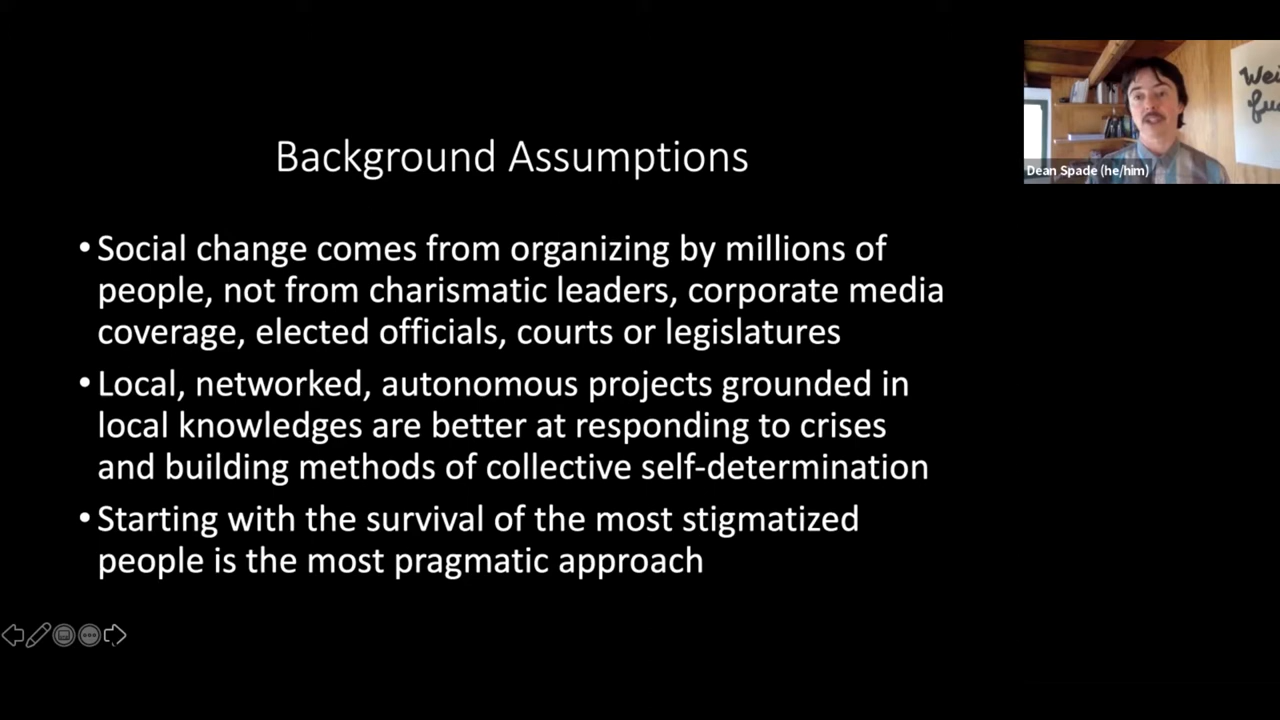 Background Assumptions
• Social change comes from organizing by millions of
people, not from charismatic leaders, corporate media
coverage, elected officials, courts or legislatures
• Local, networked, autonomous projects grounded in
local knowledges are better at responding to crises
and building methods of collective self-determination
• Starting with the survival of the most stigmatized
people is the most pragmatic approach
Dean Spade (he/him)